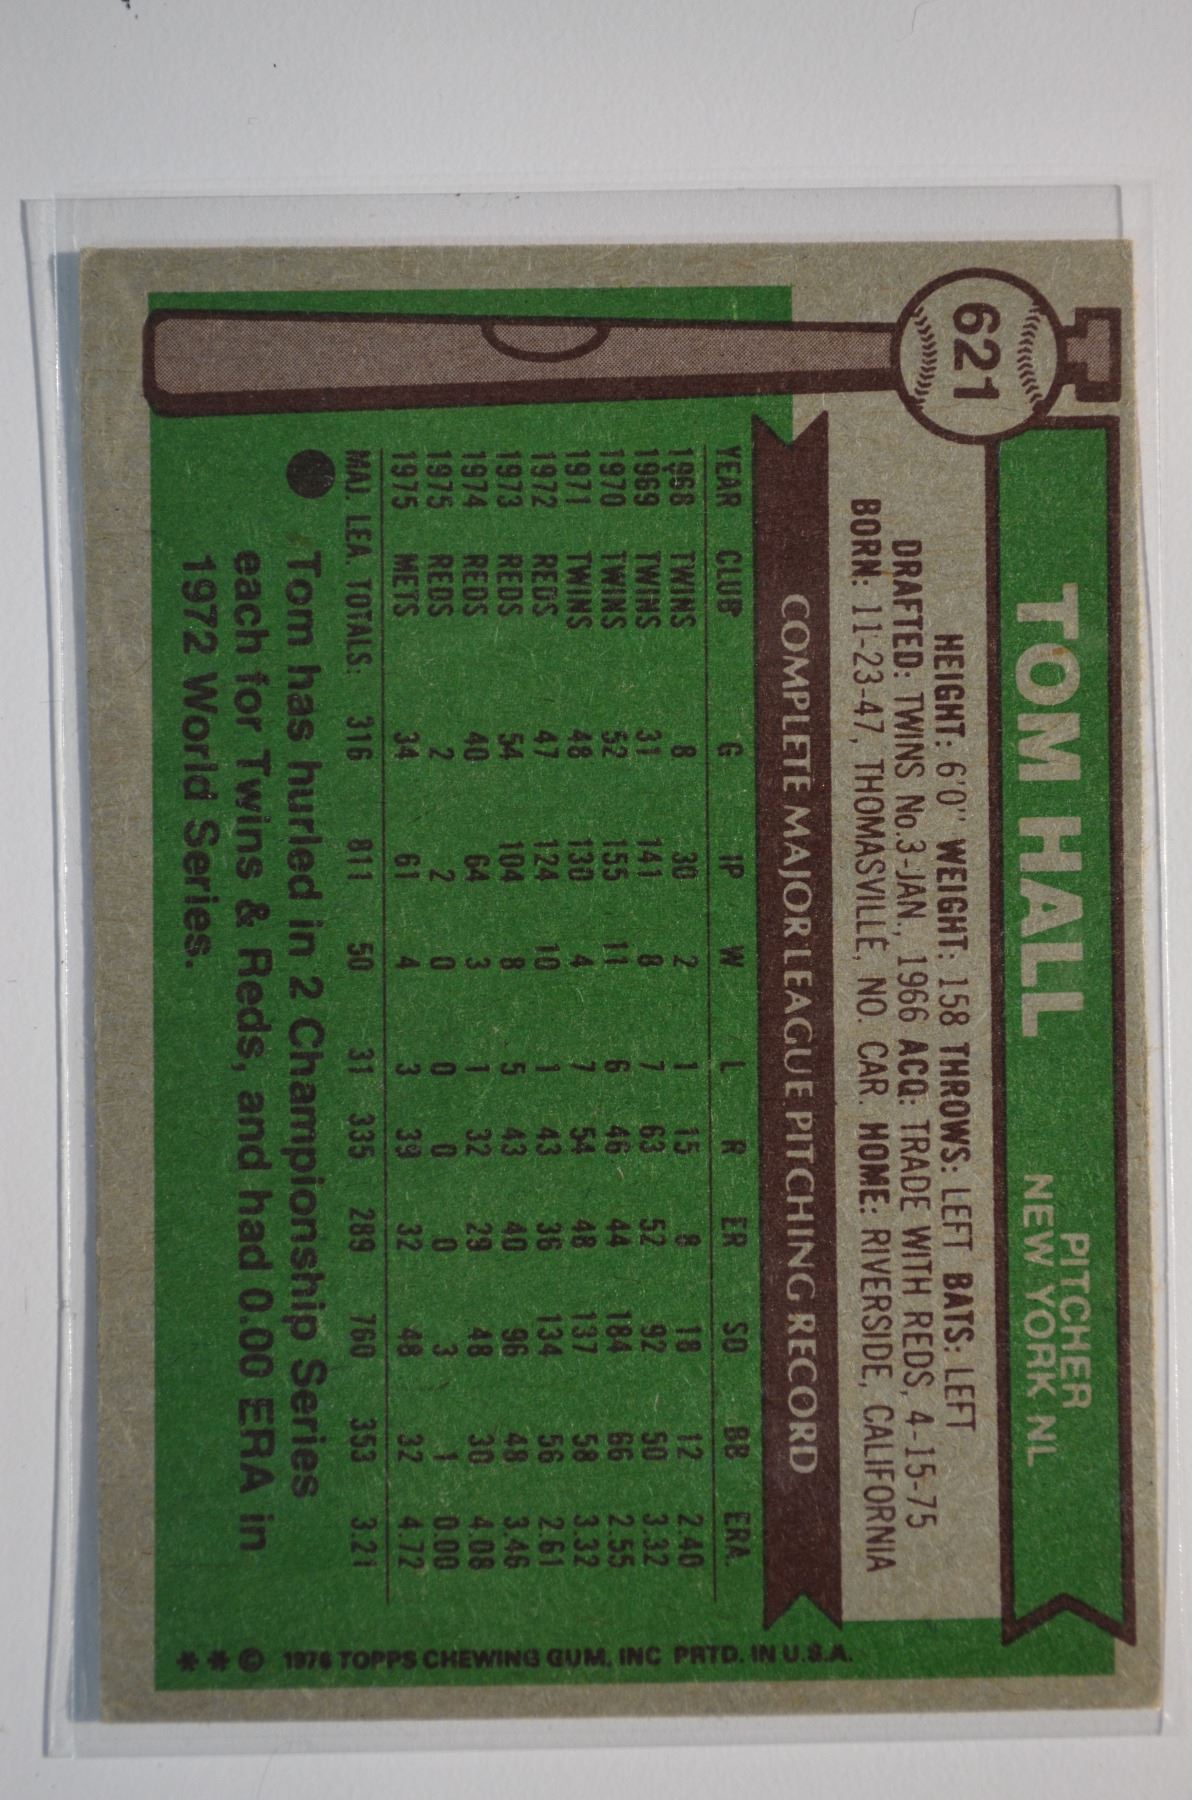 621
TOM HALL
PITCHER
NEW YORK NL
HEIGHT: 6'0" WEIGHT: 158 THROWS: LEFT BATS: LEFT
DRAFTED: TWINS No.3-JAN., 1966 ACQ: TRADE WITH REDS, 4-15-75
BORN: 11-23-47, THOMASVILLE, NO. CAR. HOME: RIVERSIDE, CALIFORNIA
COMPLETE MAJOR LEAGUE PITCHING RECORD
YEAR CLUB G IP W L R ER SO BB ERA
1968 TWINS 8 30 2 1 15 8 18 12 2.40
1969 TWINS 31 141 8 7 63 52 92 50 3.32
1970 TWINS 52 155 11 6 46 44 184 66 2.55
1971 TWINS 48 130 4 7 54 48 137 58 3.32
1972 REDS 47 124 10 1 43 36 134 56 2.61
1973 REDS 54 104 8 5 43 40 96 48 3.46
1974 REDS 40 64 3 1 32 29 48 30 4.08
1975 REDS 2 2 0 0 0 0 3 1 0.00
1975 METS 34 61 4 3 39 32 48 32 4.72
MAJ. LEA. TOTALS: 316 811 50 31 335 289 760 353 3.21
Tom has hurled in 2 Championship Series
each for Twins & Reds, and had 0.00 ERA in
1972 World Series.
* * © 1976 TOPPS CHEWING GUM, INC PRTD. IN U.S.A.